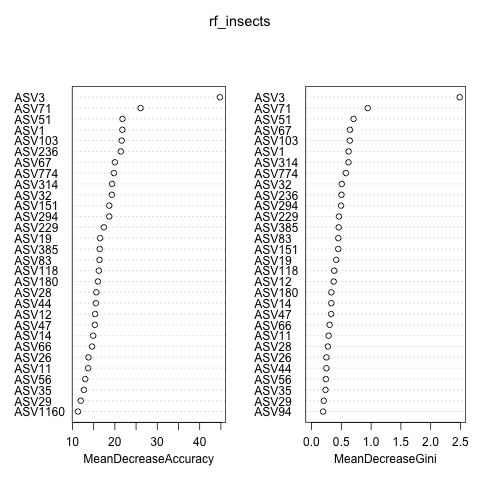 rf_insects
ASV3
ASV71
ASV51
ASV1
ASV103
ASV236
ASV67
ASV774
ASV314
ASV32
ASV151
ASV294
ASV229
ASV19
ASV385
ASV83
ASV118
ASV180
ASV28
ASV44
ASV12
ASV47
ASV14
ASV66
ASV26
ASV11
ASV56
ASV35
ASV29
ASV1160
10 20 30 40
MeanDecreaseAccuracy
ASV3
ASV71
ASV51
ASV67
ASV103
ASV1
ASV314
ASV774
ASV32
ASV236
ASV294
ASV229
ASV385
ASV83
ASV151
ASV19
ASV118
ASV12
ASV180
ASV14
ASV47
ASV66
ASV11
ASV28
ASV26
ASV44
ASV56
ASV35
ASV29
ASV94
0.0 0.5 1.0 1.5 2.0 2.5
MeanDecreaseGini